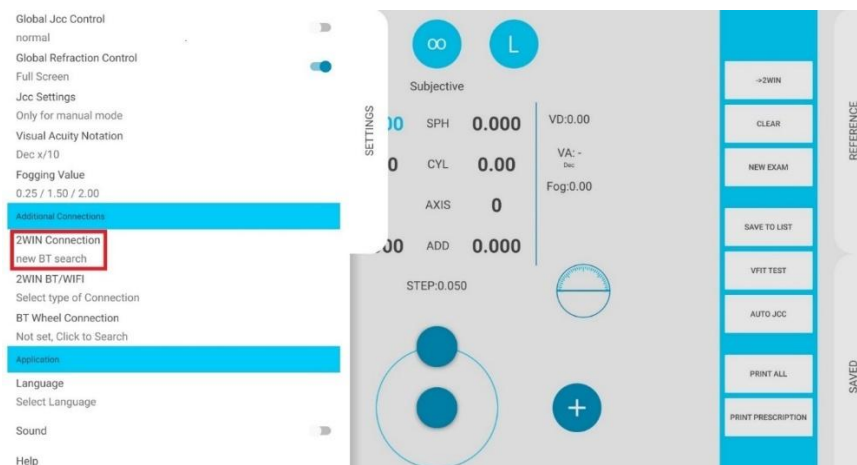 Global Jcc Control
normal
Global Refraction Control
Full Screen
Jcc Settings
Only for manual mode
Visual Acuity Notation
Dec x/10
Fogging Value
0.25 / 1.50 / 2.00
Additional Connections
2WIN Connection
new BT search
2WIN BT/WIFI
Select type of Connection
BT Wheel Connection
Not set, Click to Search
Application
Language
Select Language
Sound
Help
SETTINGS
∞
L
Subjective
00 SPH 0.000
0 CYL 0.00
AXIS 0
00 ADD 0.000
VD:0.00
VA: -
Dec
Fog:0.00
STEP:0.050
+
->2WIN
CLEAR
NEW EXAM
SAVE TO LIST
VFIT TEST
AUTO JCC
PRINT ALL
PRINT PRESCRIPTION
REFERENCE
SAVED